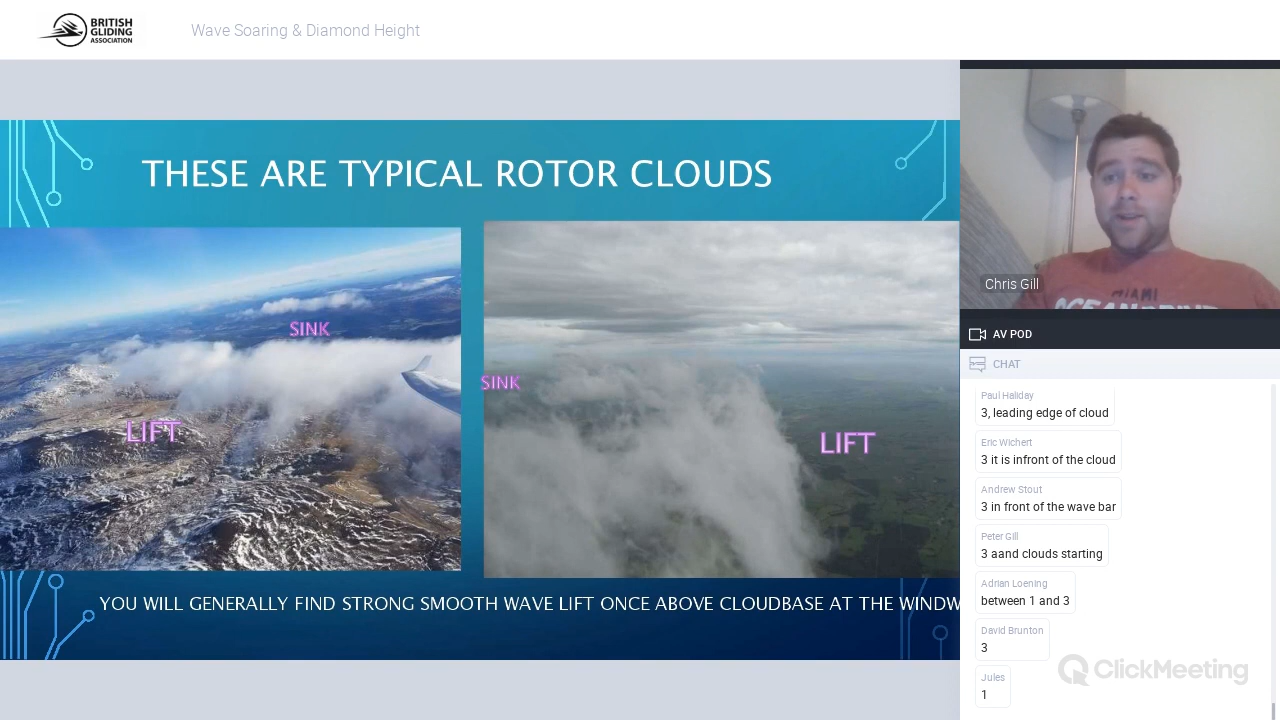 BRITISH
GLIDING
ASSOCIATION
Wave Soaring & Diamond Height
THESE ARE TYPICAL ROTOR CLOUDS
SINK
LIFT
SINK
LIFT
YOU WILL GENERALLY FIND STRONG SMOOTH WAVE LIFT ONCE ABOVE CLOUDBASE AT THE WINDW
Chris Gill
AV POD
CHAT
Paul Haliday
3, leading edge of cloud
Eric Wichert
3 it is infront of the cloud
Andrew Stout
3 in front of the wave bar
Peter Gill
3 aand clouds starting
Adrian Loening
between 1 and 3
David Brunton
3
Jules
1
ClickMeeting